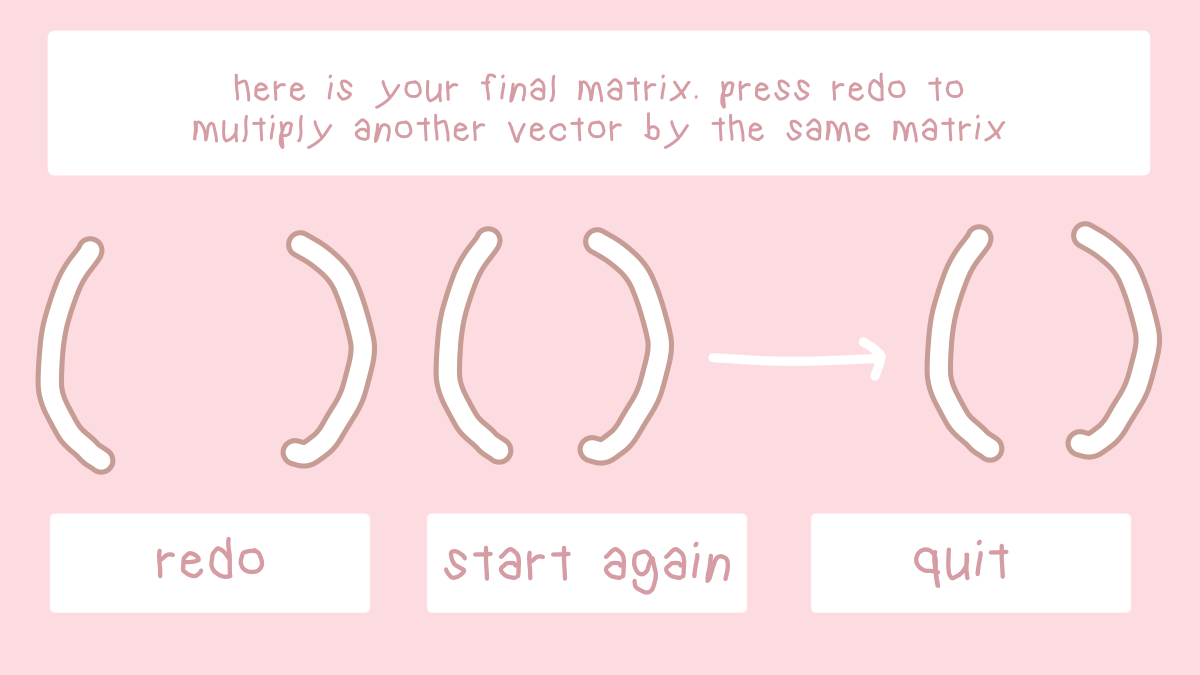 here is your final matrix. press redo to
multiply another vector by the same matrix
redo
start again
quit